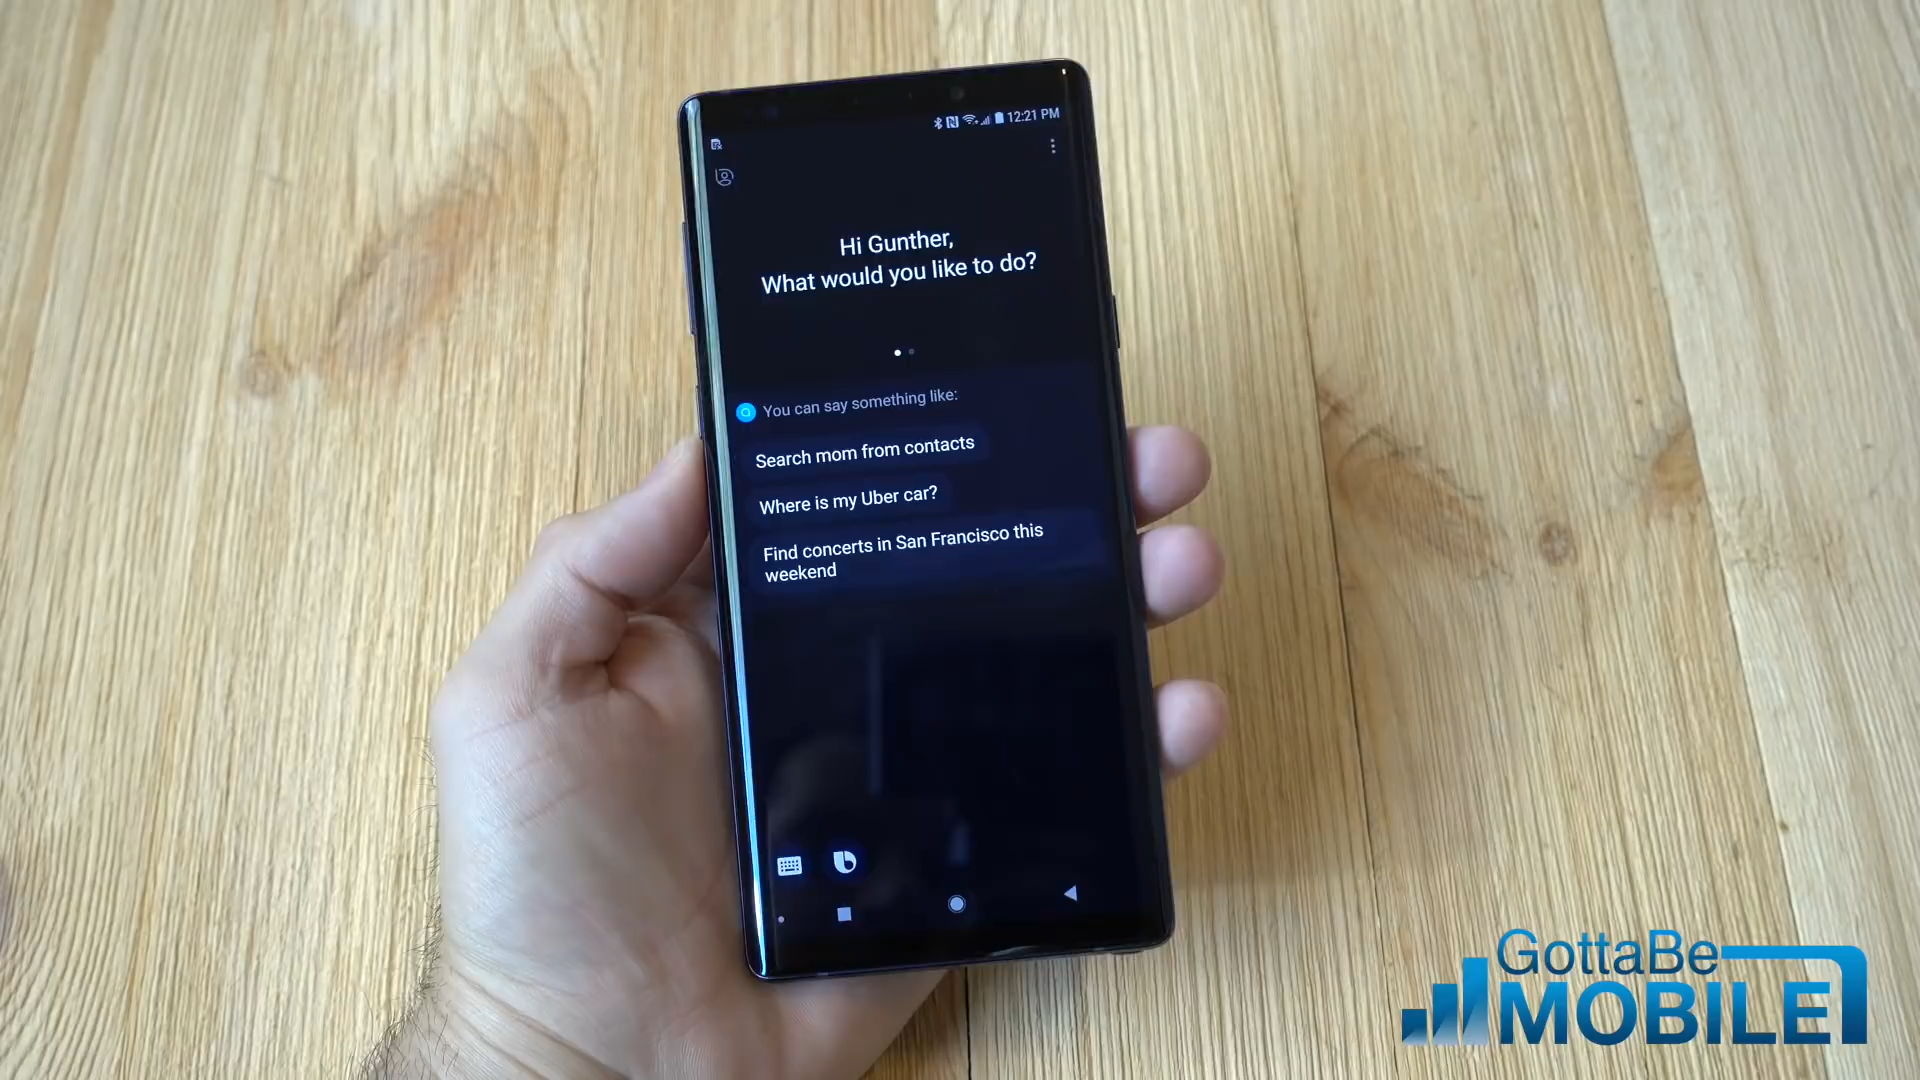 12:21 PM
Hi Gunther,
What would you like to do?
You can say something like:
Search mom from contacts
Where is my Uber car?
Find concerts in San Francisco this
weekend
GottaBe
MOBILE